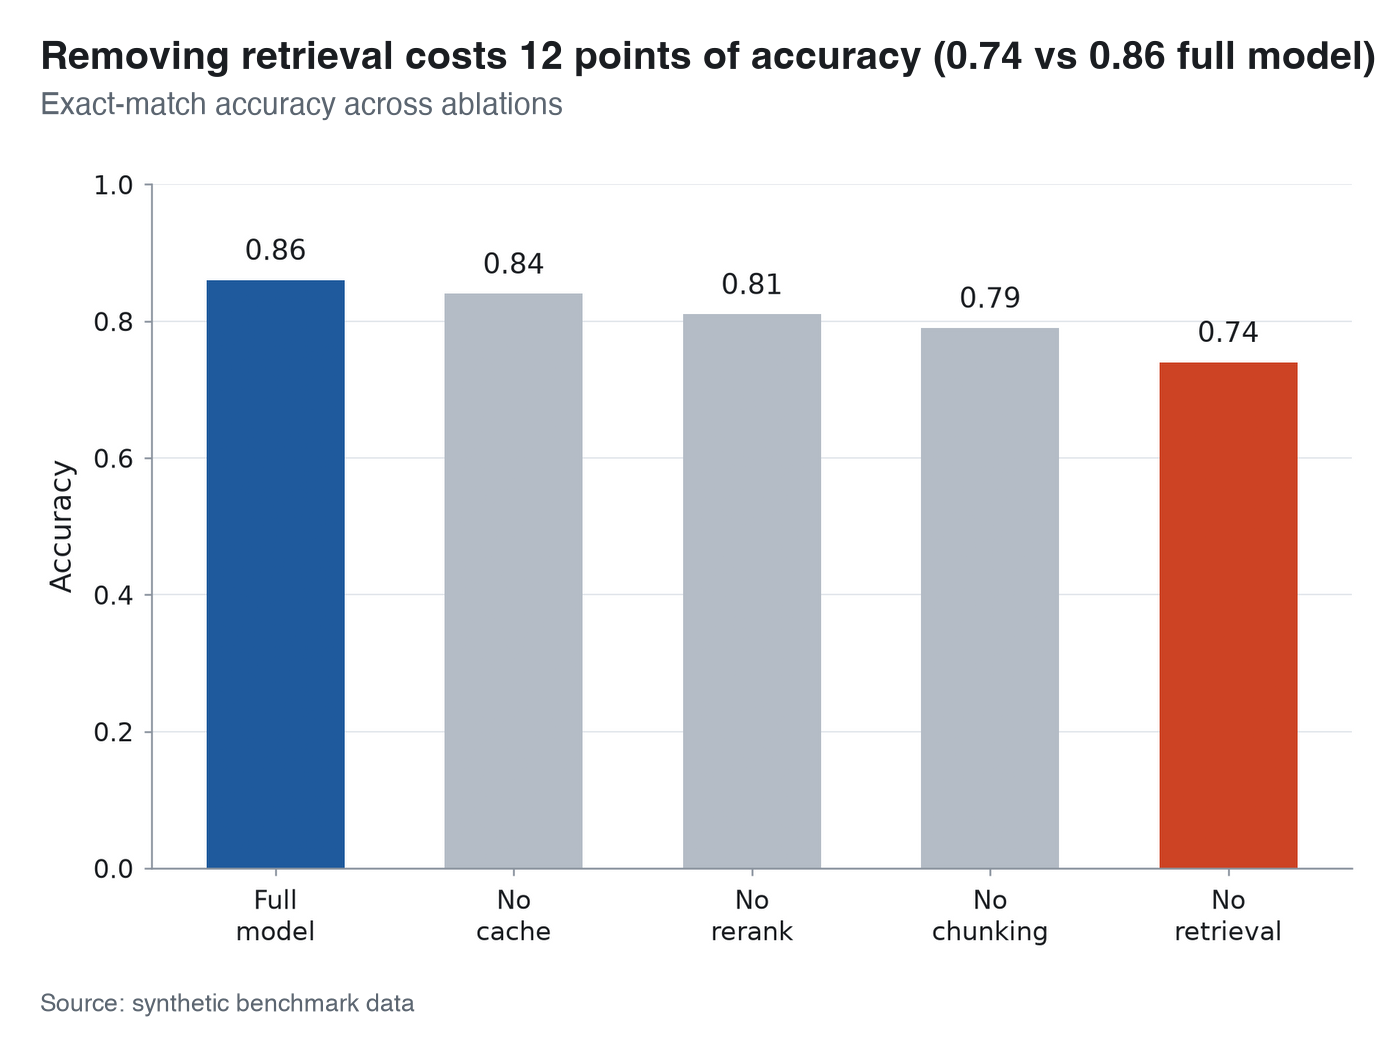 Removing retrieval costs 12 points of accuracy (0.74 vs 0.86 full model)
Exact-match accuracy across ablations
Accuracy
1.0
0.8
0.6
0.4
0.2
0.0
0.86
0.84
0.81
0.79
0.74
Full
model
No
cache
No
rerank
No
chunking
No
retrieval
Source: synthetic benchmark data